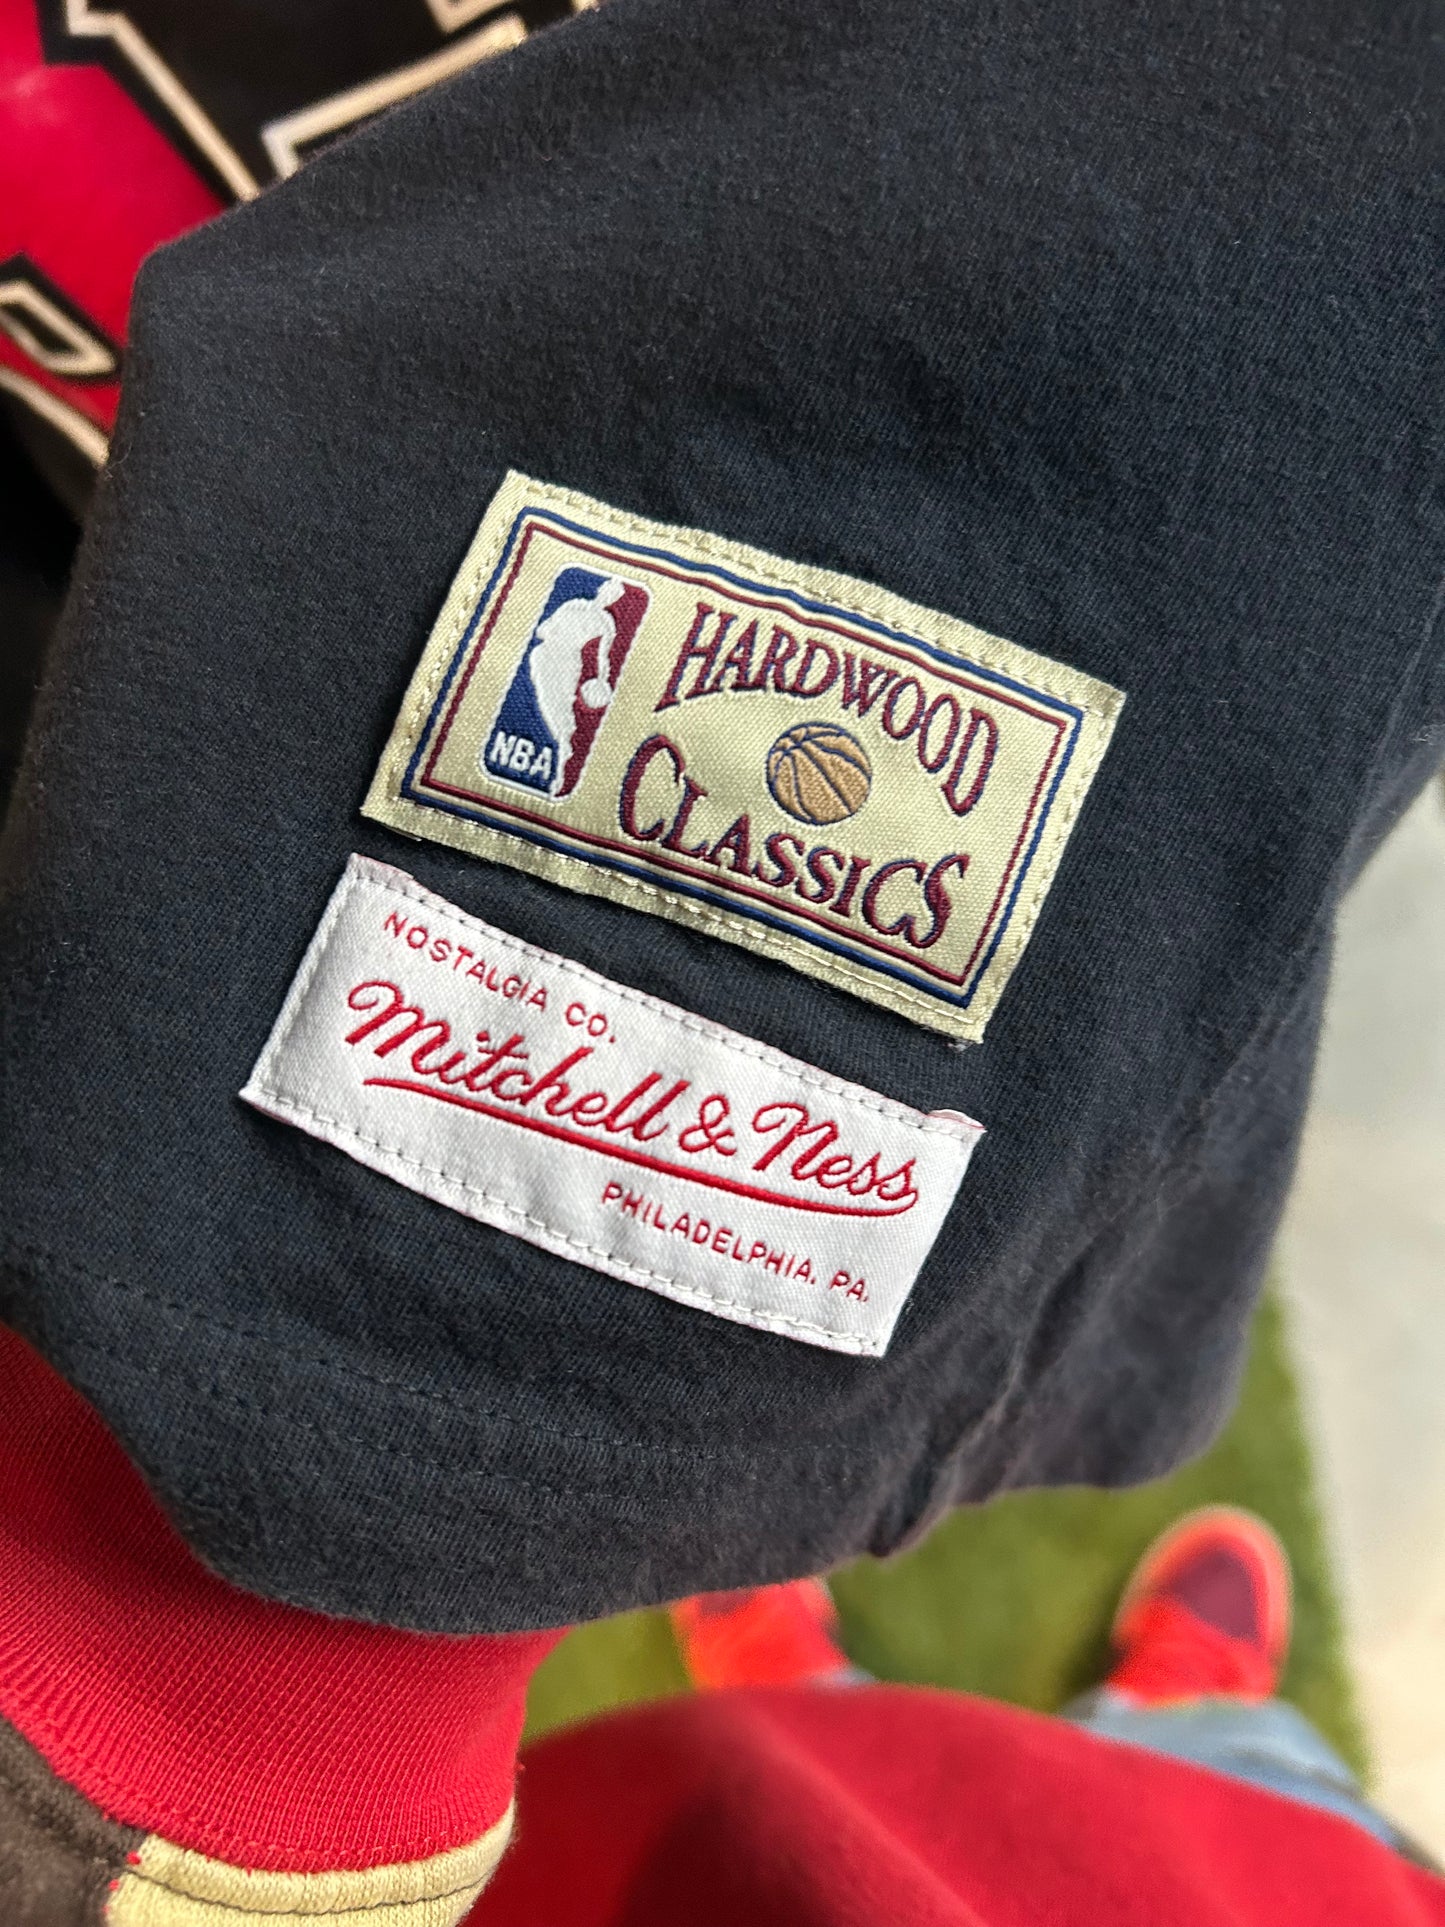 HARDWOOD
CLASSICS
NBA
NOSTALGIA CO.
Mitchell & Ness
PHILADELPHIA, PA.